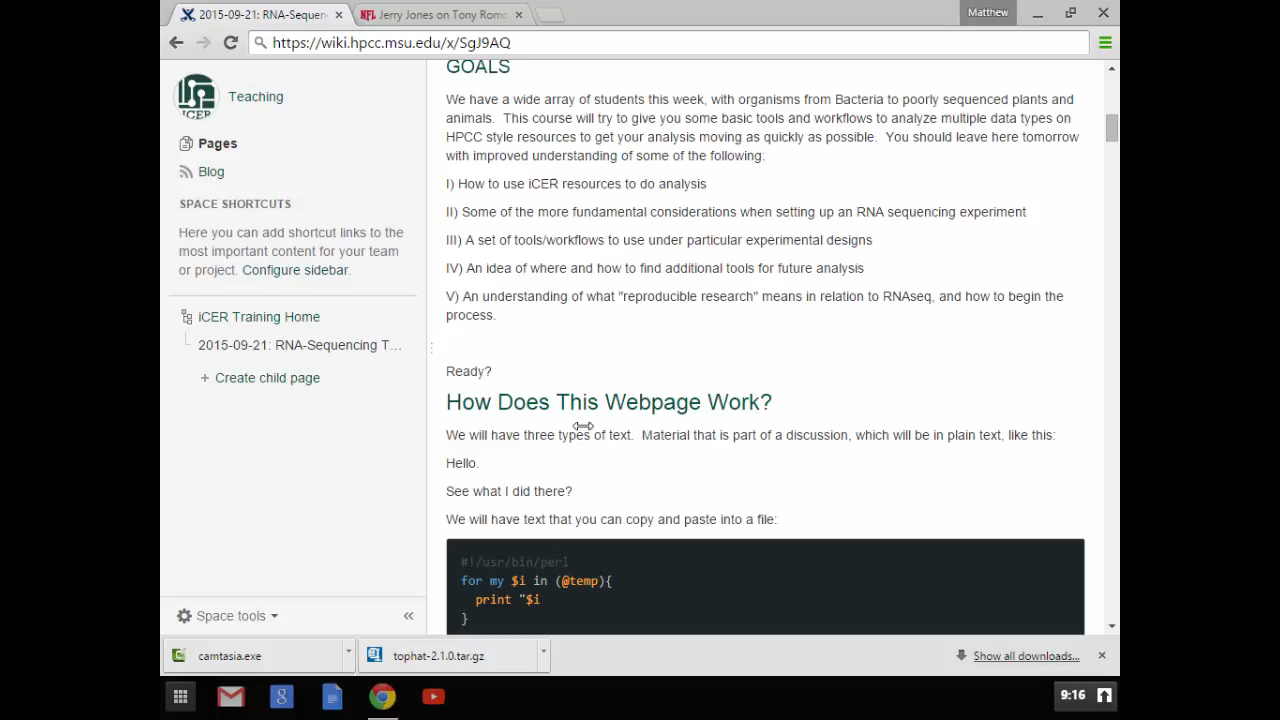 2015-09-21: RNA-Sequen
NFL Jerry Jones on Tony Rom
Matthew
https://wiki.hpcc.msu.edu/x/SgJ9AQ
ICER
Teaching
Pages
Blog
SPACE SHORTCUTS
Here you can add shortcut links to the
most important content for your team
or project. Configure sidebar.
iCER Training Home
2015-09-21: RNA-Sequencing T...
+ Create child page
Space tools
GOALS
We have a wide array of students this week, with organisms from Bacteria to poorly sequenced plants and
animals. This course will try to give you some basic tools and workflows to analyze multiple data types on
HPCC style resources to get your analysis moving as quickly as possible. You should leave here tomorrow
with improved understanding of some of the following:
I) How to use iCER resources to do analysis
II) Some of the more fundamental considerations when setting up an RNA sequencing experiment
III) A set of tools/workflows to use under particular experimental designs
IV) An idea of where and how to find additional tools for future analysis
V) An understanding of what "reproducible research" means in relation to RNAseq, and how to begin the
process.
Ready?
How Does This Webpage Work?
We will have three types of text. Material that is part of a discussion, which will be in plain text, like this:
Hello.
See what I did there?
We will have text that you can copy and paste into a file:
#!/usr/bin/perl
for my $i in (@temp){
print "$i
}
camtasia.exe
tophat-2.1.0.tar.gz
Show all downloads...
9:16